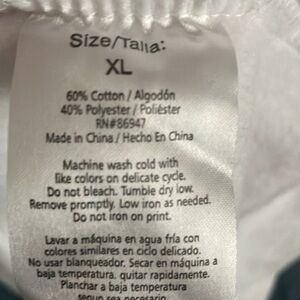 Size/Talla:
XL
60% Cotton / Algodón
40% Polyester / Poliéster
RN#86947
Made in China / Hecho En China
Machine wash cold with
like colors on delicate cycle.
Do not bleach. Tumble dry low.
Remove promptly. Low iron as needed.
Do not iron on print.
Lavar a máquina en agua fría con
colores similares en ciclo delicado.
No usar blanqueador. Secar en máquina a
baja temperatura. quitar rapidamente.
Planchar a baja temperatura
segun sea necesario